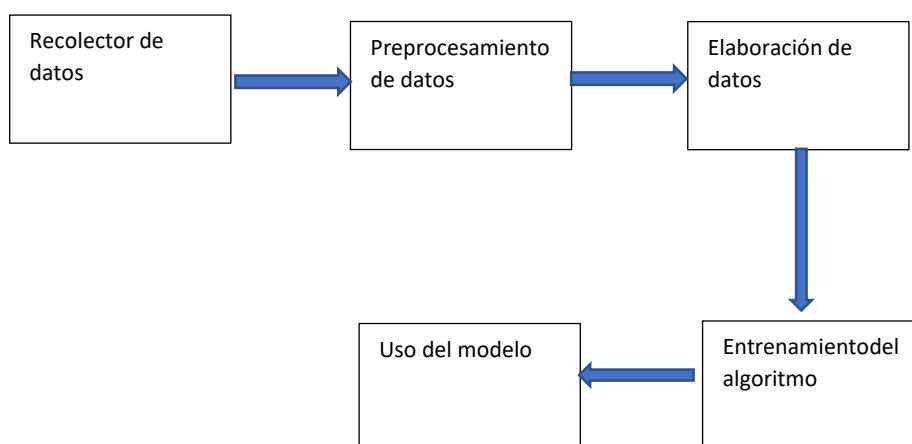 Recolector de
datos
Preprocesamiento
de datos
Elaboración de
datos
Entrenamientodel
algoritmo
Uso del modelo